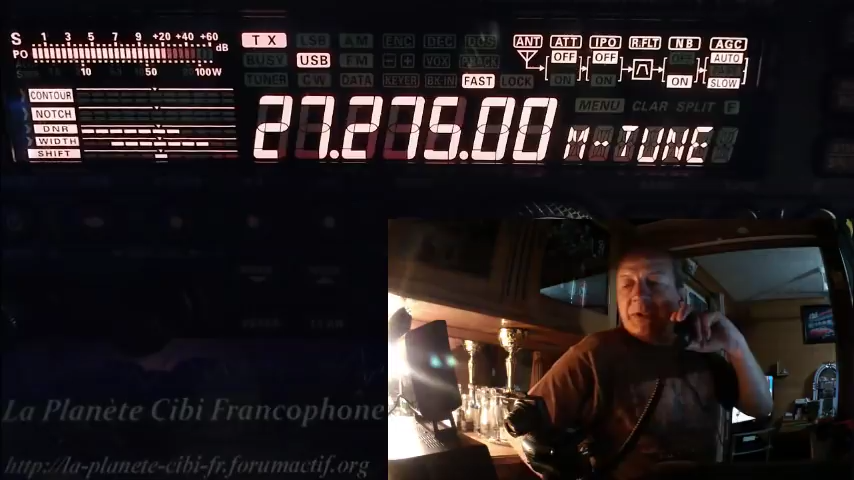 S 1 3 5 7 9 +20 +40 +60 dB
PO
10 50 100W
TX LSB AM ENC DEC DCS
BUSY USB FM VOX
TUNER CW DATA KEYER BK-IN FAST LOCK
ANT ATT IPO R.FLT NB AGC
OFF OFF OFF AUTO
ON ON ON SLOW
CONTOUR
NOTCH
DNR
WIDTH
SHIFT
27.275.00
MENU CLAR SPLIT F
M-TUNE
La Planète Cibi Francophone
http://la-planete-cibi-fr.forumactif.org